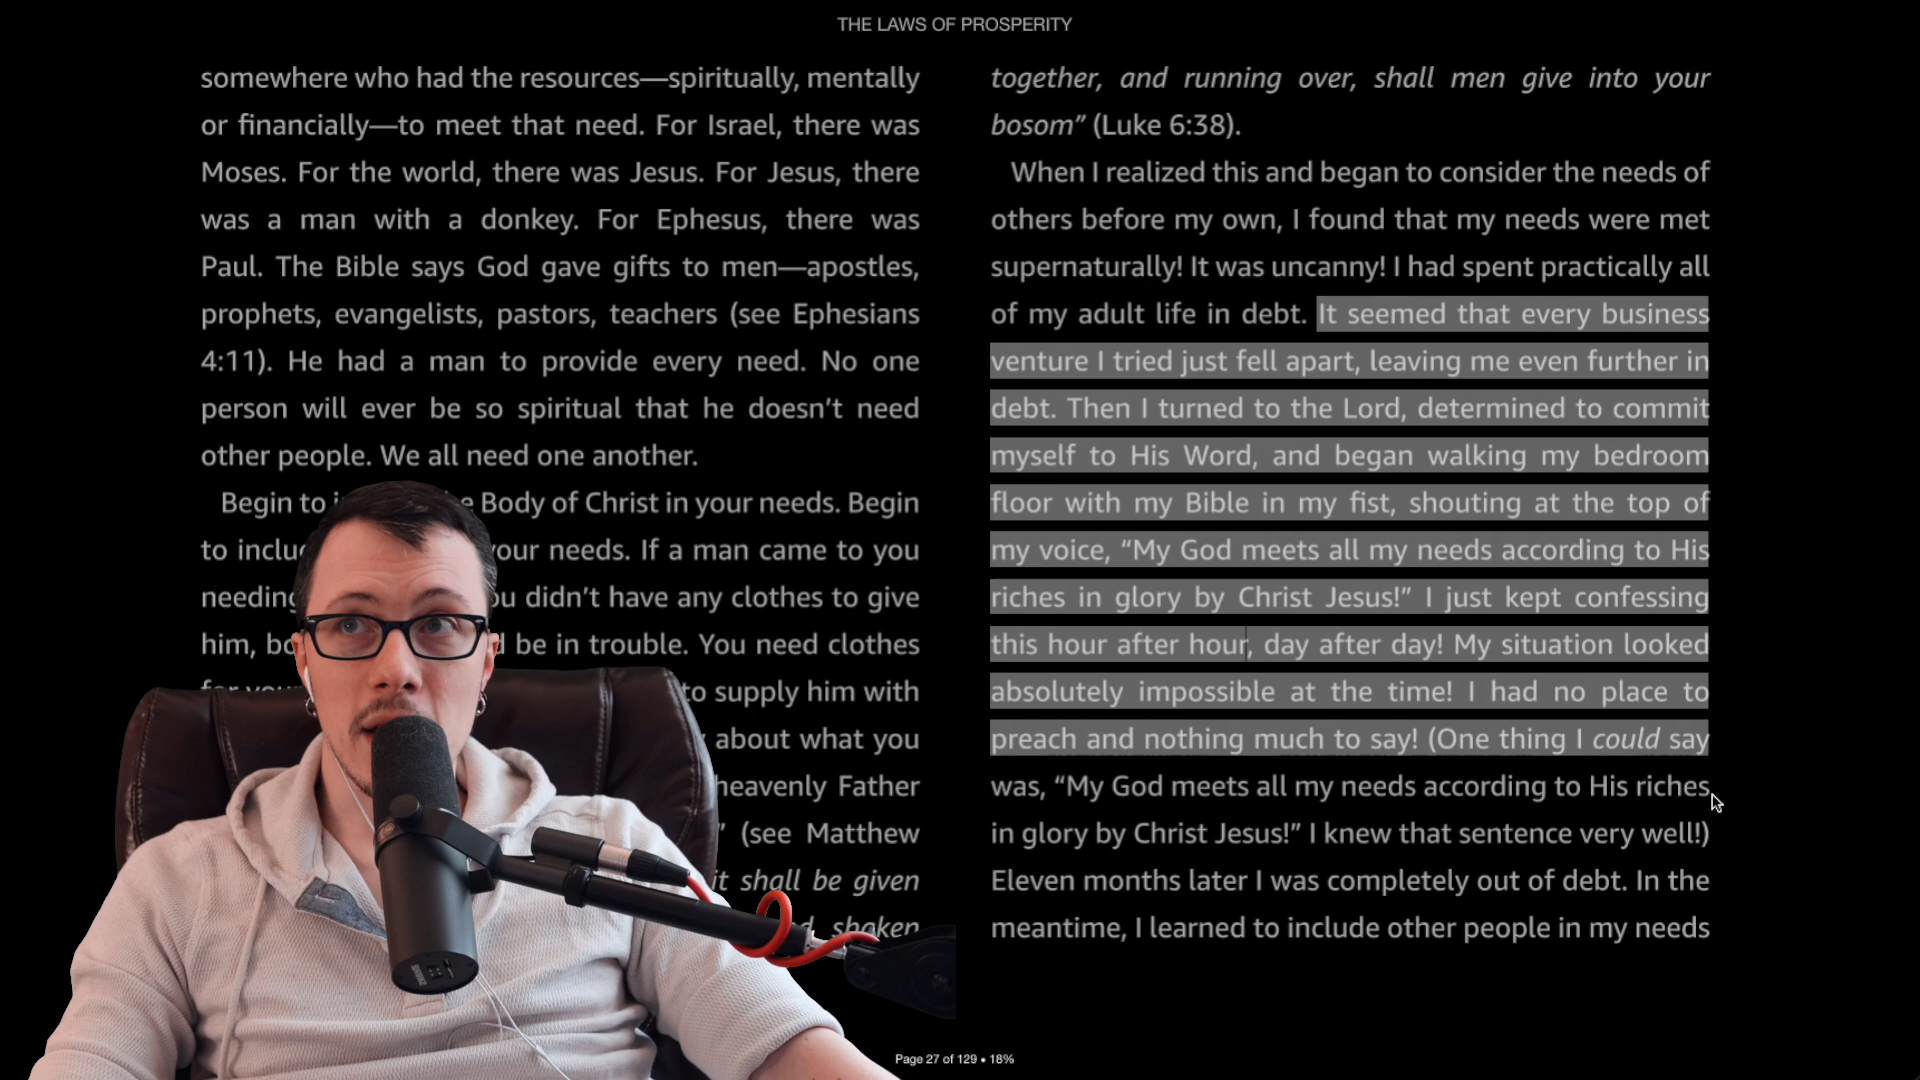 THE LAWS OF PROSPERITY
somewhere who had the resources—spiritually, mentally
or financially—to meet that need. For Israel, there was
Moses. For the world, there was Jesus. For Jesus, there
was a man with a donkey. For Ephesus, there was
Paul. The Bible says God gave gifts to men—apostles,
prophets, evangelists, pastors, teachers (see Ephesians
4:11). He had a man to provide every need. No one
person will ever be so spiritual that he doesn’t need
other people. We all need one another.
Begin to Body of Christ in your needs. Begin
to your needs. If a man came to you
needing didn’t have any clothes to give
him, be in trouble. You need clothes
to supply him with
about what you
heavenly Father
(see Matthew
it shall be given
shaken
together, and running over, shall men give into your
bosom” (Luke 6:38).
When I realized this and began to consider the needs of
others before my own, I found that my needs were met
supernaturally! It was uncanny! I had spent practically all
of my adult life in debt. It seemed that every business
venture I tried just fell apart, leaving me even further in
debt. Then I turned to the Lord, determined to commit
myself to His Word, and began walking my bedroom
floor with my Bible in my fist, shouting at the top of
my voice, “My God meets all my needs according to His
riches in glory by Christ Jesus!” I just kept confessing
this hour after hour, day after day! My situation looked
absolutely impossible at the time! I had no place to
preach and nothing much to say! (One thing I could say
was, “My God meets all my needs according to His riches
in glory by Christ Jesus!” I knew that sentence very well!)
Eleven months later I was completely out of debt. In the
meantime, I learned to include other people in my needs
Page 27 of 129 • 18%